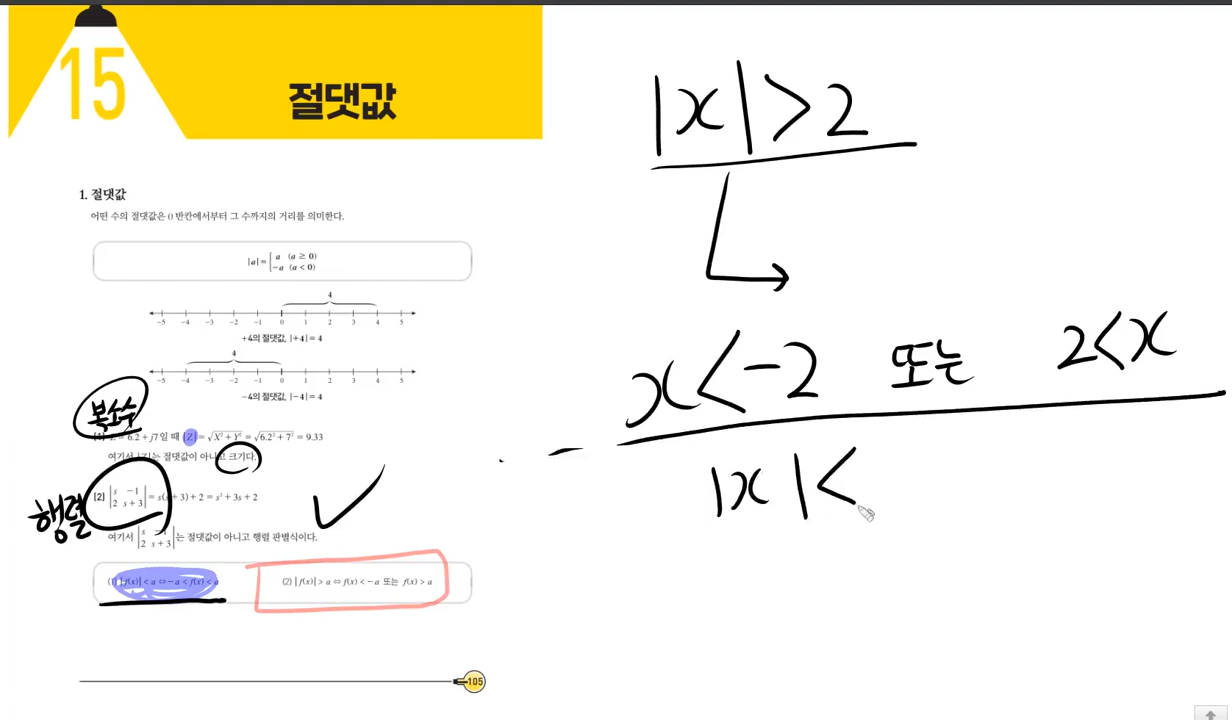 15
절댓값
1. 절댓값
어떤 수의 절댓값은 0 반칸에서부터 그 수까지의 거리를 의미한다.
|a| = { a (a ≥ 0)
−a (a < 0)
4
−5 −4 −3 −2 −1 0 1 2 3 4 5
+4의 절댓값, |+4| = 4
4
−5 −4 −3 −2 −1 0 1 2 3 4 5
−4의 절댓값, |−4| = 4
복소수
6.2 + j7일 때 |Z| = √X² + Y² = √6.2² + 7² = 9.33
여기서 |Z|는 절댓값이 아니고 크기다.
행렬
(2) |s −1
2 s+3| = s(s + 3) + 2 = s² + 3s + 2
여기서 |s −1
2 s+3|는 절댓값이 아니고 행렬 판별식이다.
(1) |f(x)| < a ⇔ −a < f(x) < a (2) |f(x)| > a ⇔ f(x) < −a 또는 f(x) > a
105
|x| > 2
x < −2 또는 2 < x
|x| <